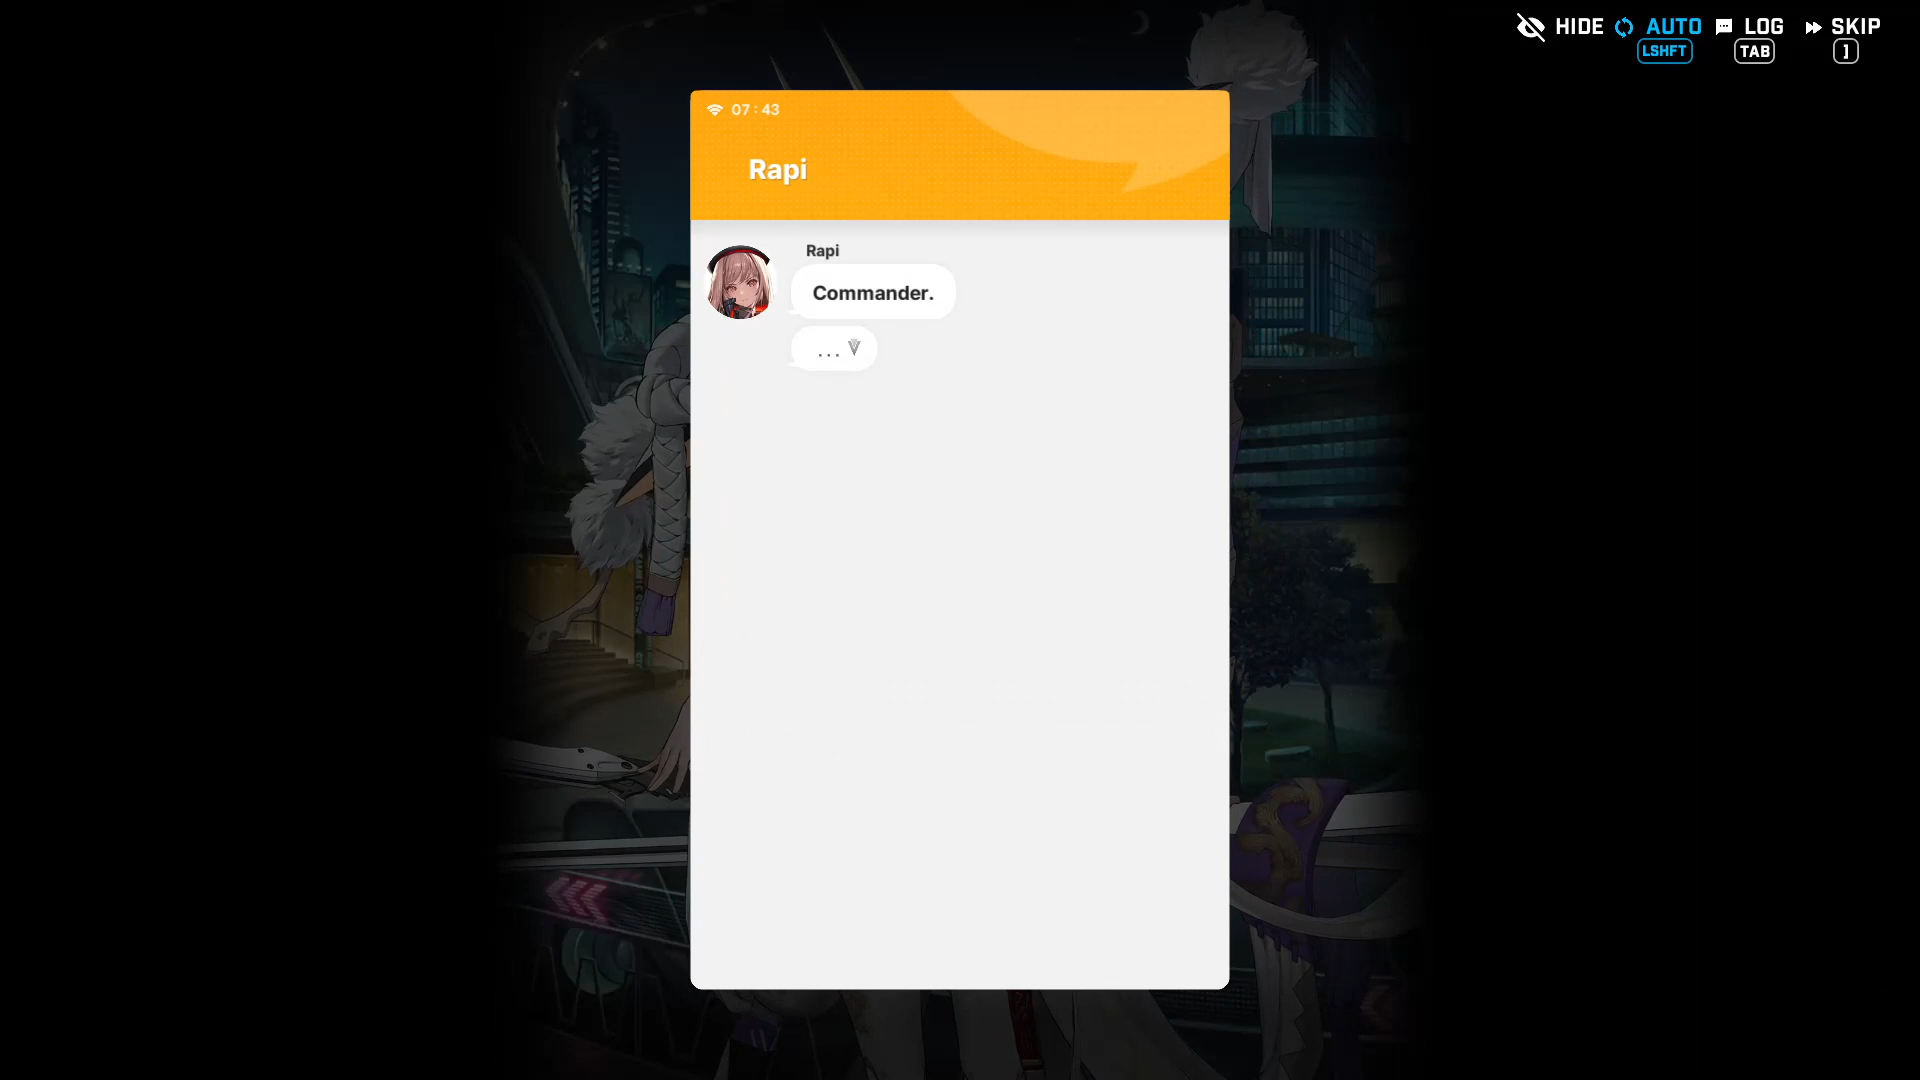 HIDE AUTO LOG SKIP
LSHFT TAB ]
07:43
Rapi
Rapi
Commander.
...